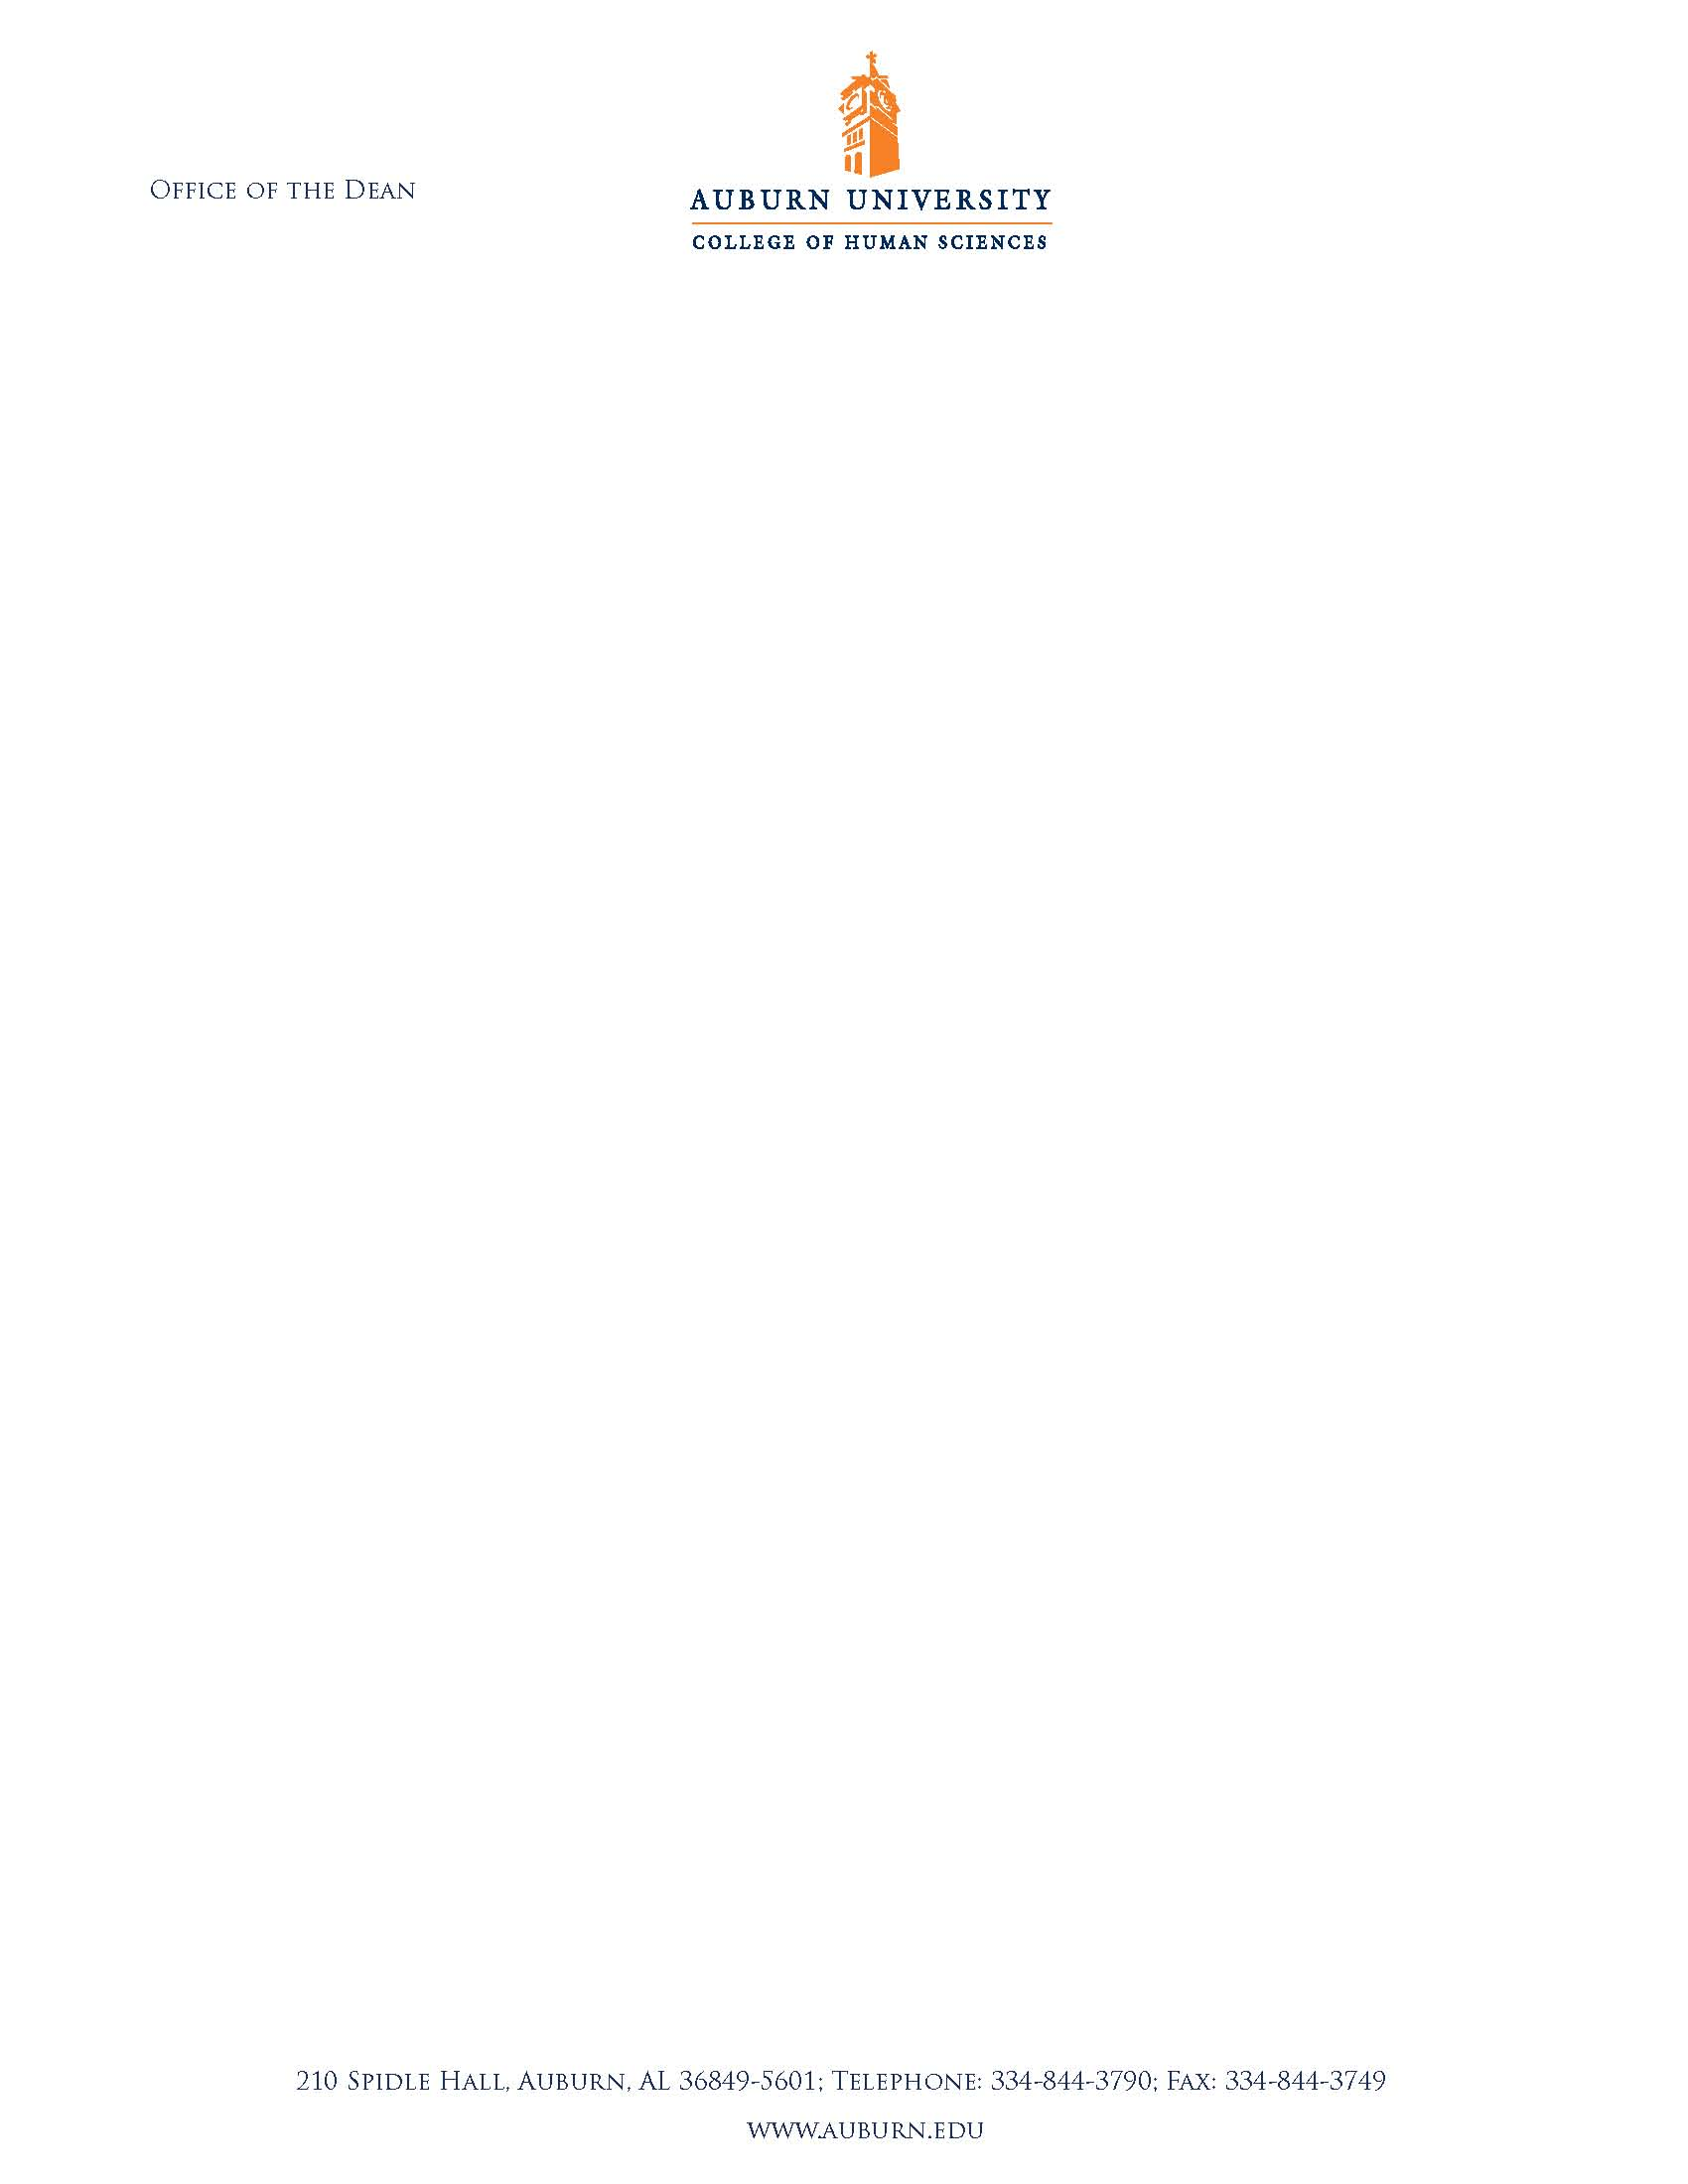 Office of the Dean
AUBURN UNIVERSITY
COLLEGE OF HUMAN SCIENCES
210 Spidle Hall, Auburn, AL 36849-5601; Telephone: 334-844-3790; Fax: 334-844-3749
www.auburn.edu